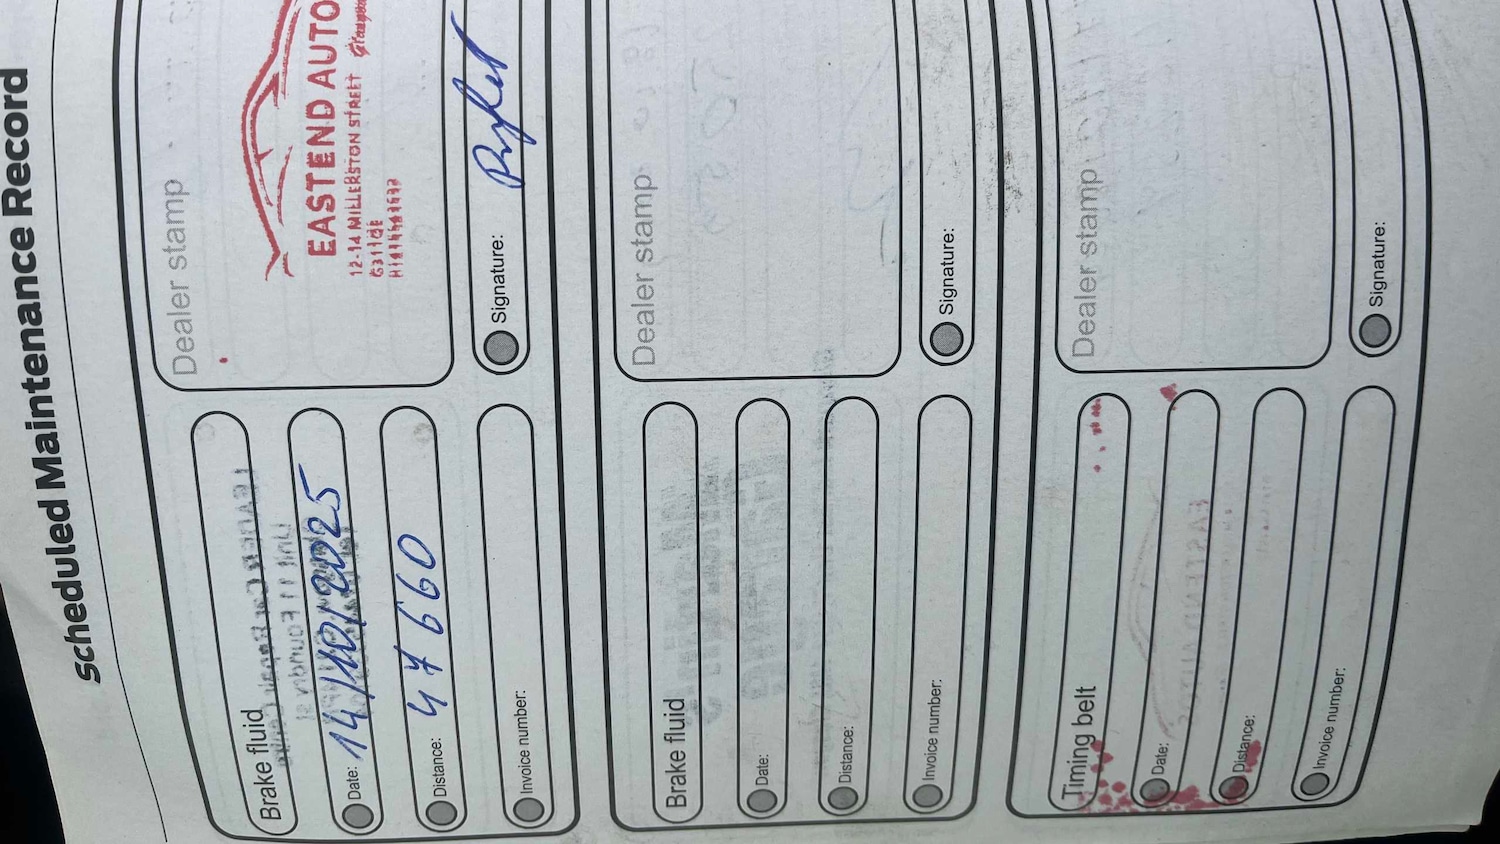 Scheduled Maintenance Record
Brake fluid
Date: 14/10/2025
Distance: 47660
Invoice number:
Dealer stamp
EASTEND AUTO
12-14 MILLERSTON STREET
Signature:
Brake fluid
Date:
Distance:
Invoice number:
Dealer stamp
Signature:
Timing belt
Date:
Distance:
Invoice number:
Dealer stamp
Signature: